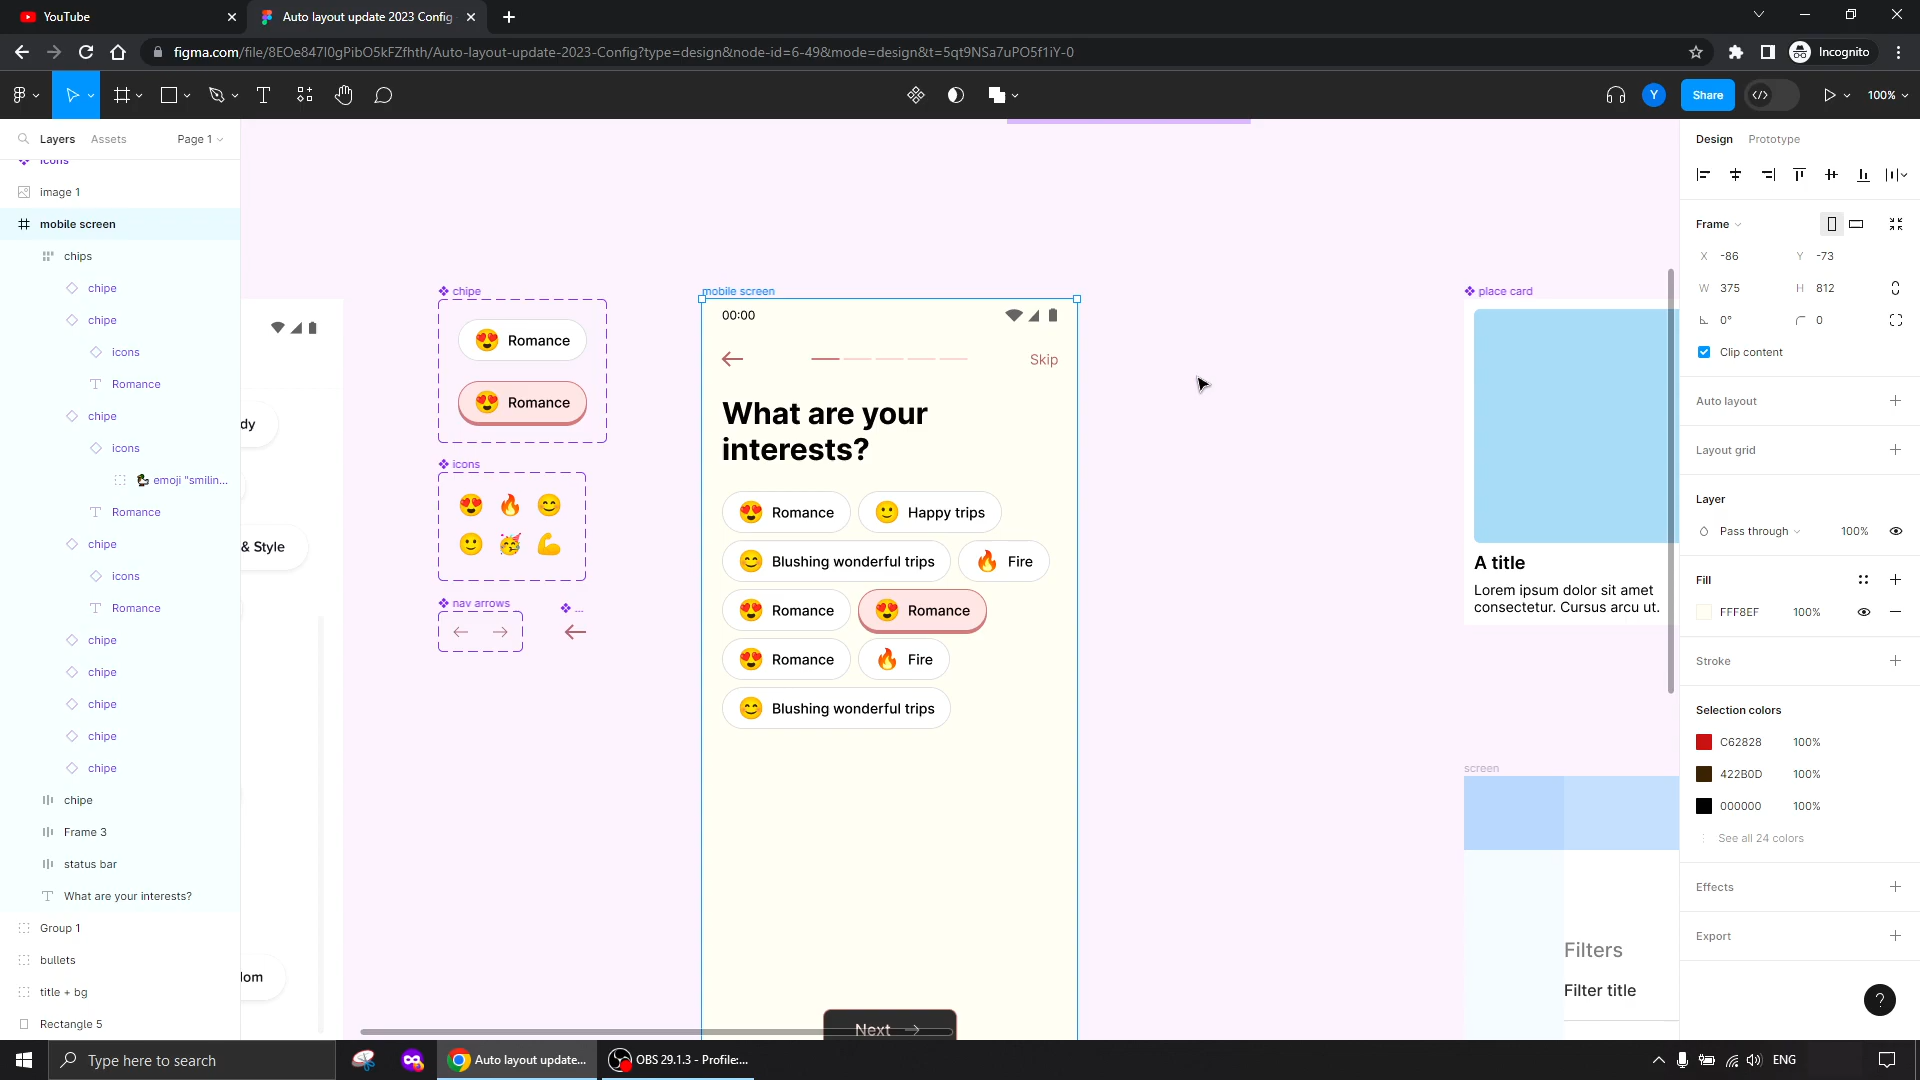 YouTube
Auto layout update 2023 Config
figma.com/file/8EOe847I0gPibO5kFZfhth/Auto-layout-update-2023-Config?type=design&node-id=6-49&mode=design&t=5qt9NSa7uPO5f1iY-0
Incognito
Y
Share
100%
Layers
Assets
Page 1
icons
image 1
mobile screen
chips
chipe
chipe
icons
Romance
chipe
icons
emoji "smilin...
Romance
chipe
icons
Romance
chipe
chipe
chipe
chipe
chipe
chipe
Frame 3
status bar
What are your interests?
Group 1
bullets
title + bg
Rectangle 5
dy
& Style
lom
chipe
Romance
Romance
icons
nav arrows
...
mobile screen
00:00
Skip
What are your
interests?
Romance
Happy trips
Blushing wonderful trips
Fire
Romance
Romance
Romance
Fire
Blushing wonderful trips
Next
place card
A title
Lorem ipsum dolor sit amet
consectetur. Cursus arcu ut.
screen
Filters
Filter title
Design
Prototype
Frame
X -86
Y -73
W 375
H 812
0°
0
Clip content
Auto layout
Layout grid
Layer
Pass through
100%
Fill
FFF8EF
100%
Stroke
Selection colors
C62828
100%
422B0D
100%
000000
100%
See all 24 colors
Effects
Export
?
Type here to search
Auto layout update...
OBS 29.1.3 - Profile:...
ENG